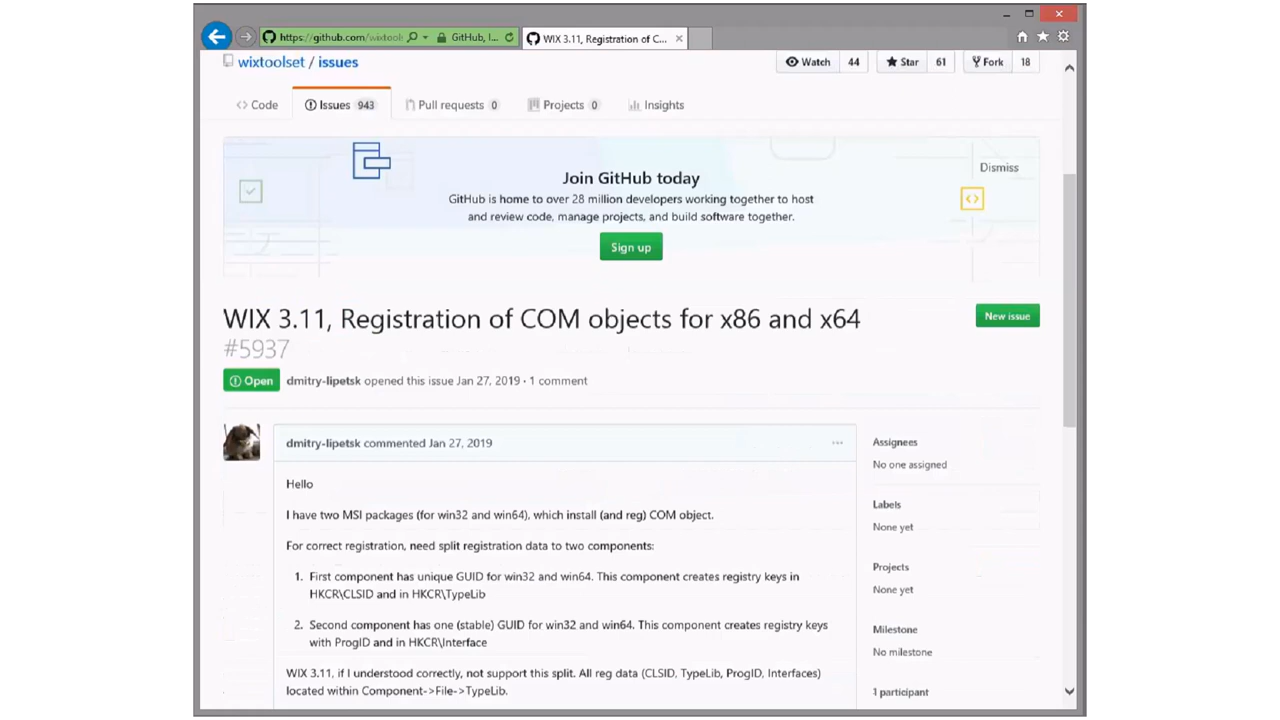 https://github.com/wixtools
GitHub, I...
WIX 3.11, Registration of C...
wixtoolset / issues
Watch 44
Star 61
Fork 18
Code
Issues 943
Pull requests 0
Projects 0
Insights
Join GitHub today
Dismiss
GitHub is home to over 28 million developers working together to host
and review code, manage projects, and build software together.
Sign up
WIX 3.11, Registration of COM objects for x86 and x64
New issue
#5937
Open
dmitry-lipetsk opened this issue Jan 27, 2019 · 1 comment
dmitry-lipetsk commented Jan 27, 2019
Assignees
No one assigned
Hello
Labels
I have two MSI packages (for win32 and win64), which install (and reg) COM object.
None yet
For correct registration, need split registration data to two components:
Projects
1. First component has unique GUID for win32 and win64. This component creates registry keys in
None yet
HKCR\CLSID and in HKCR\TypeLib
2. Second component has one (stable) GUID for win32 and win64. This component creates registry keys
Milestone
with ProgID and in HKCR\Interface
No milestone
WIX 3.11, if I understood correctly, not support this split. All reg data (CLSID, TypeLib, ProgID, Interfaces)
1 participant
located within Component->File->TypeLib.